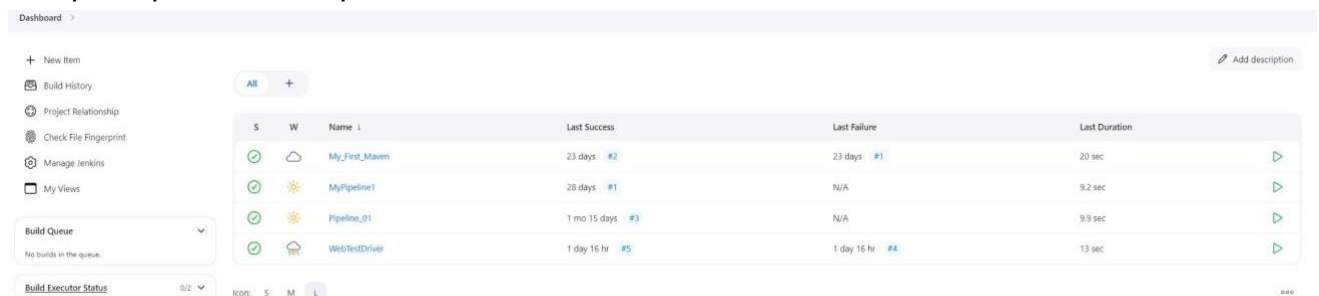 Dashboard >
+ New Item
Build History
Project Relationship
Check File Fingerprint
Manage Jenkins
My Views
Build Queue
No builds in the queue.
Build Executor Status 0/2
Add description
All +
S W Name ↓ Last Success Last Failure Last Duration
My_First_Maven 23 days #2 23 days #1 20 sec
MyPipeline1 28 days #1 N/A 9.2 sec
Pipeline_01 1 mo 15 days #3 N/A 9.9 sec
WebTestDriver 1 day 16 hr #5 1 day 16 hr #4 13 sec
Icon: S M L